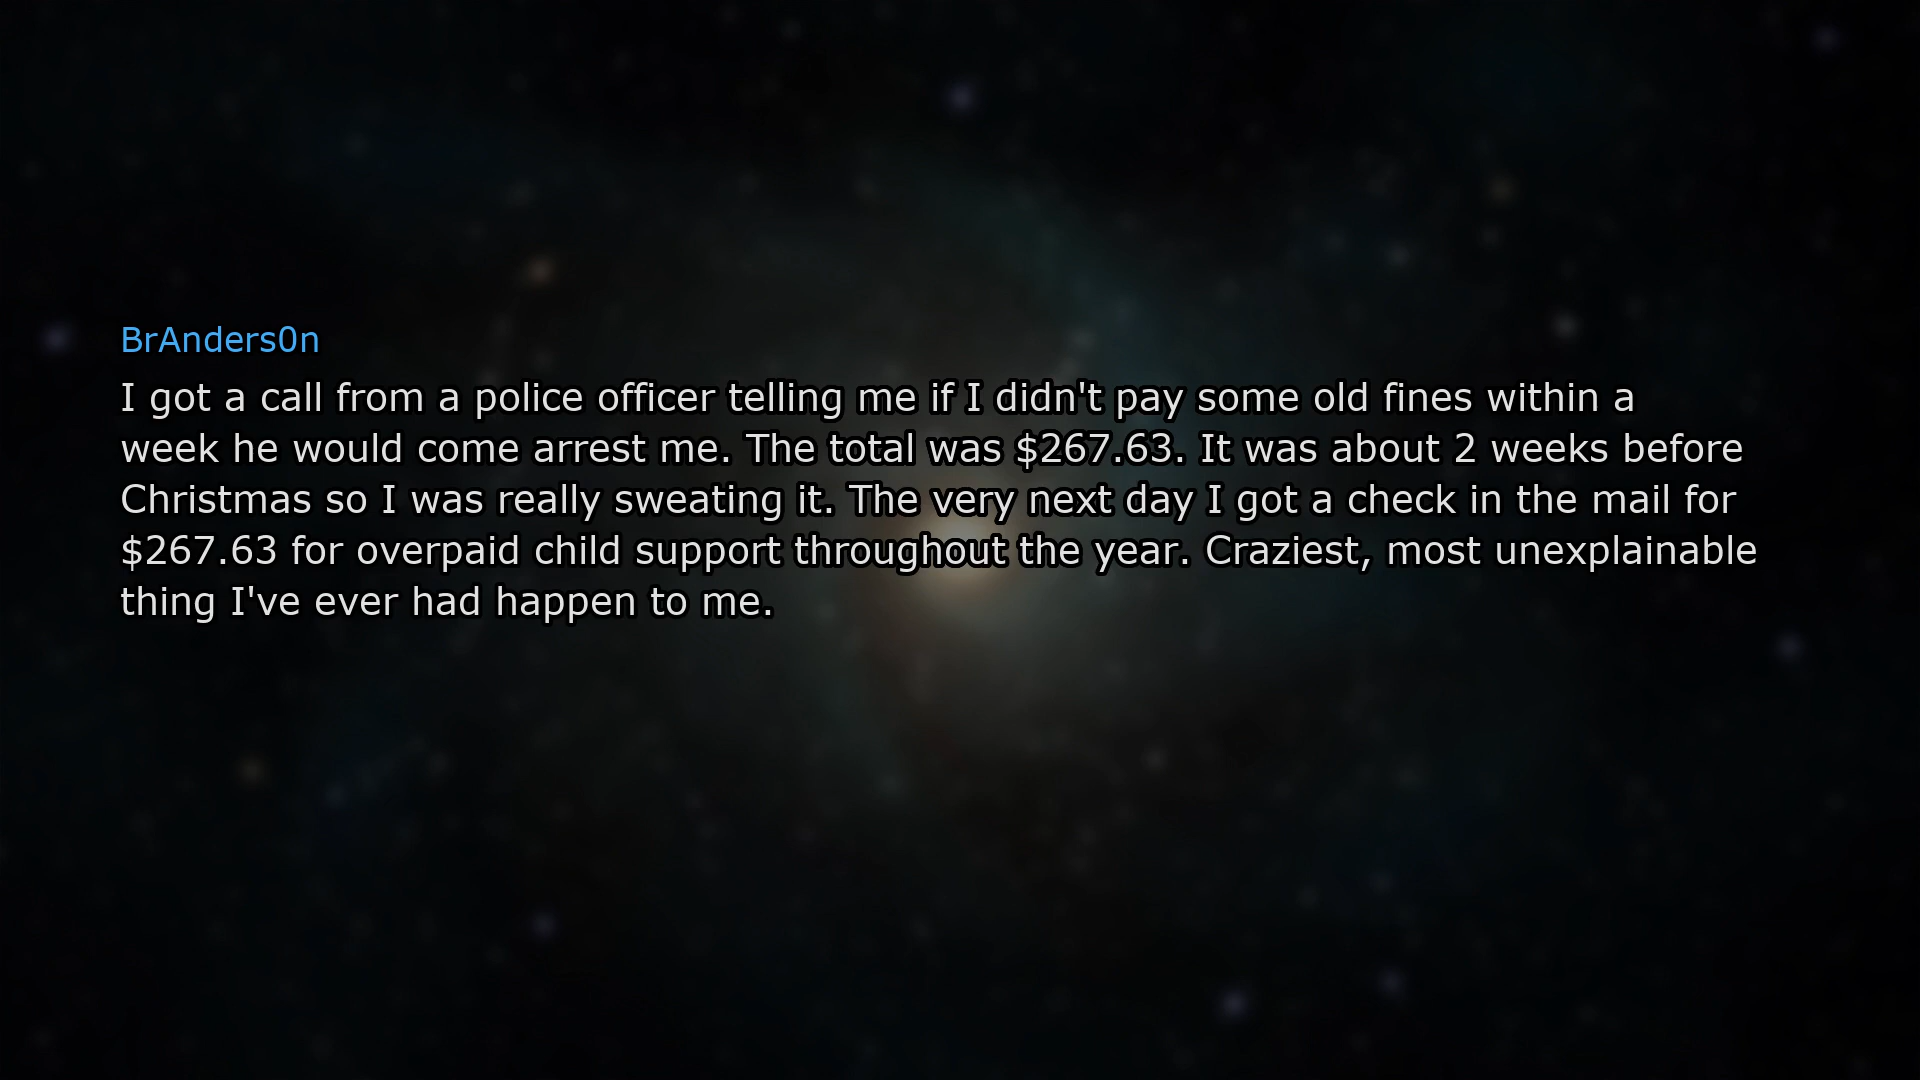 BrAnders0n
I got a call from a police officer telling me if I didn't pay some old fines within a
week he would come arrest me. The total was $267.63. It was about 2 weeks before
Christmas so I was really sweating it. The very next day I got a check in the mail for
$267.63 for overpaid child support throughout the year. Craziest, most unexplainable
thing I've ever had happen to me.